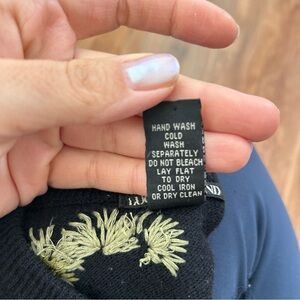 HAND WASH
COLD
WASH
SEPARATELY
DO NOT BLEACH
LAY FLAT
TO DRY
COOL IRON
OR DRY CLEAN